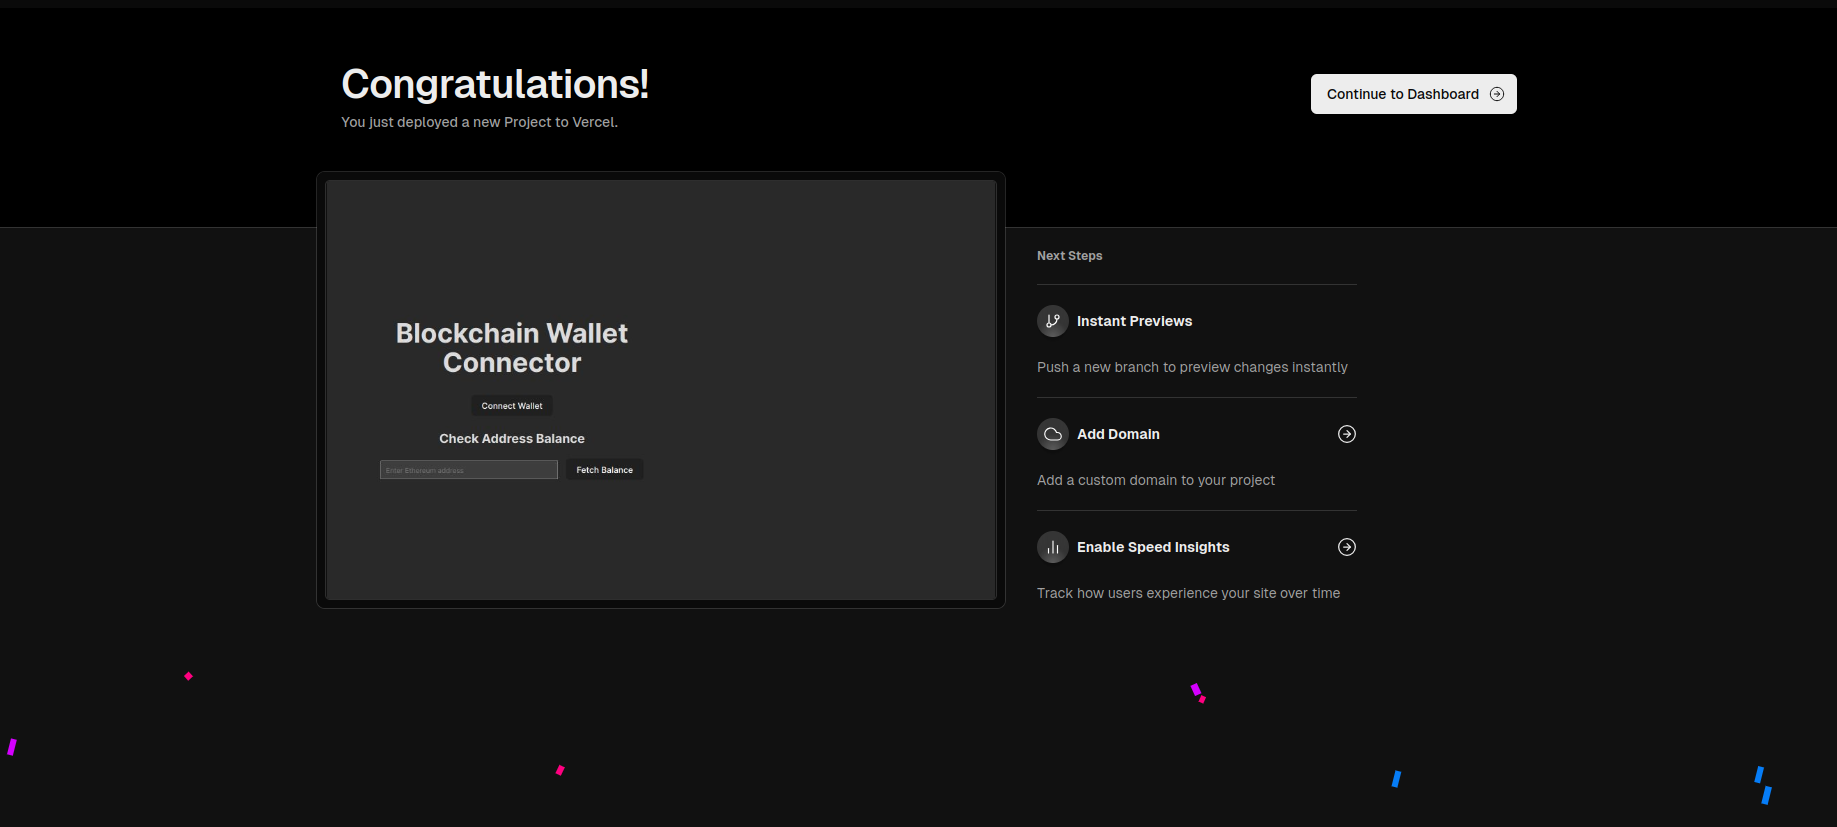 Congratulations!
You just deployed a new Project to Vercel.
Continue to Dashboard
Blockchain Wallet
Connector
Connect Wallet
Check Address Balance
Enter Ethereum address
Fetch Balance
Next Steps
Instant Previews
Push a new branch to preview changes instantly
Add Domain
Add a custom domain to your project
Enable Speed Insights
Track how users experience your site over time